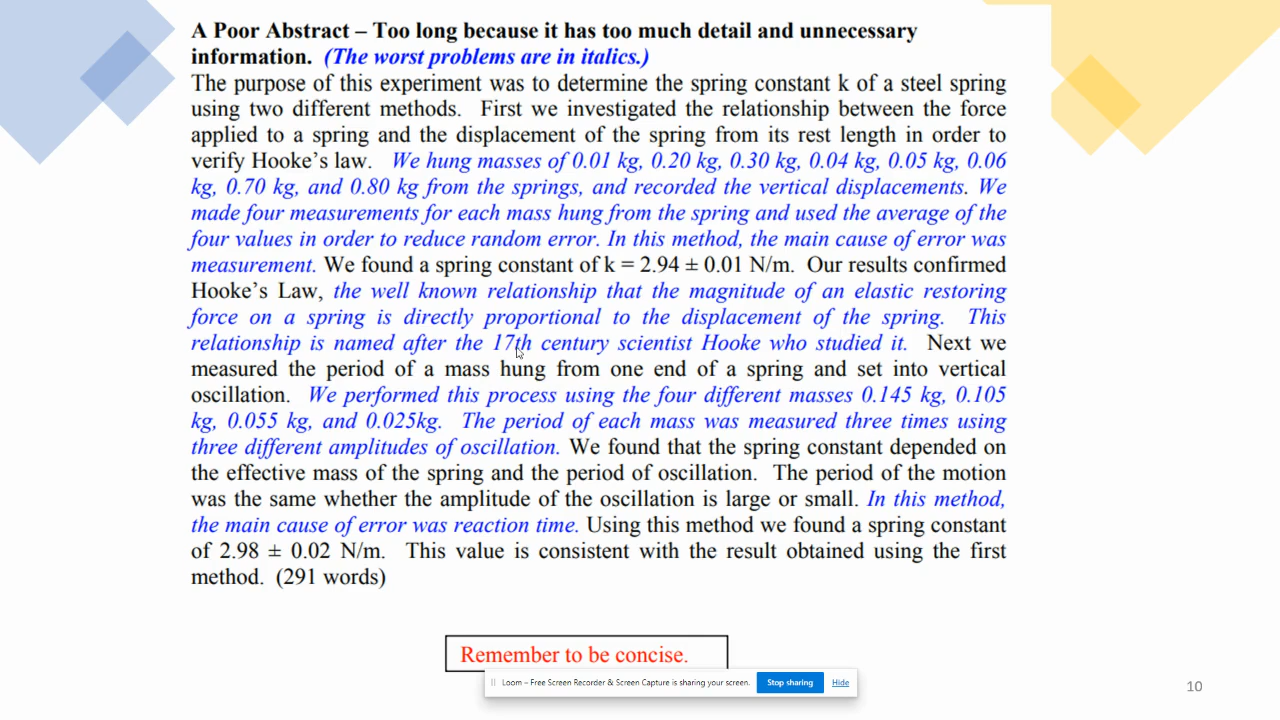 A Poor Abstract – Too long because it has too much detail and unnecessary
information. (The worst problems are in italics.)
The purpose of this experiment was to determine the spring constant k of a steel spring
using two different methods. First we investigated the relationship between the force
applied to a spring and the displacement of the spring from its rest length in order to
verify Hooke's law. We hung masses of 0.01 kg, 0.20 kg, 0.30 kg, 0.04 kg, 0.05 kg, 0.06
kg, 0.70 kg, and 0.80 kg from the springs, and recorded the vertical displacements. We
made four measurements for each mass hung from the spring and used the average of the
four values in order to reduce random error. In this method, the main cause of error was
measurement. We found a spring constant of k = 2.94 ± 0.01 N/m. Our results confirmed
Hooke's Law, the well known relationship that the magnitude of an elastic restoring
force on a spring is directly proportional to the displacement of the spring. This
relationship is named after the 17th century scientist Hooke who studied it. Next we
measured the period of a mass hung from one end of a spring and set into vertical
oscillation. We performed this process using the four different masses 0.145 kg, 0.105
kg, 0.055 kg, and 0.025kg. The period of each mass was measured three times using
three different amplitudes of oscillation. We found that the spring constant depended on
the effective mass of the spring and the period of oscillation. The period of the motion
was the same whether the amplitude of the oscillation is large or small. In this method,
the main cause of error was reaction time. Using this method we found a spring constant
of 2.98 ± 0.02 N/m. This value is consistent with the result obtained using the first
method. (291 words)
Remember to be concise.
Loom – Free Screen Recorder & Screen Capture is sharing your screen. Stop sharing Hide
10